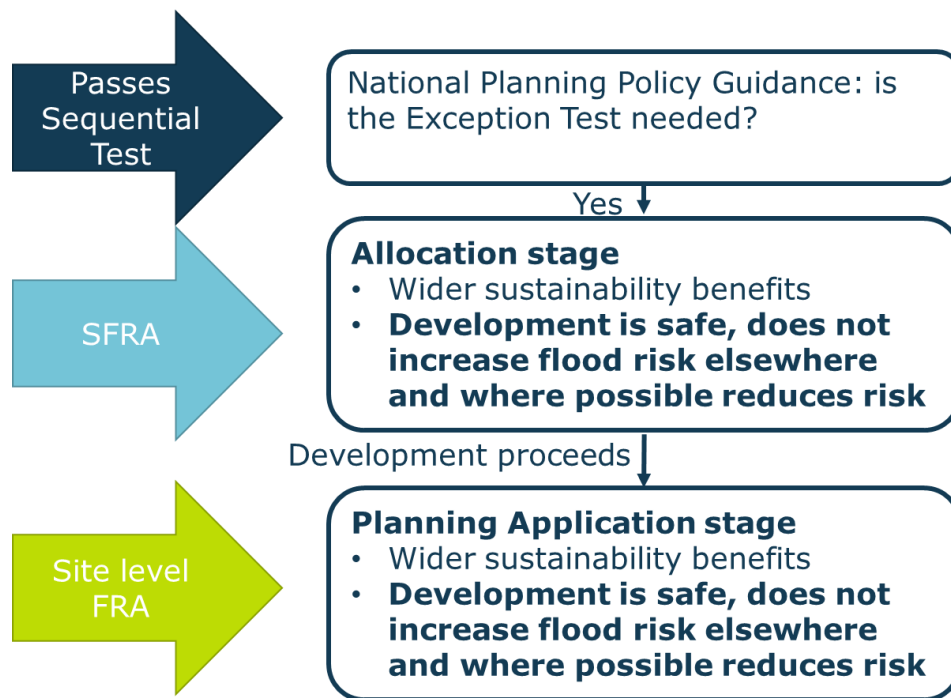 Passes
Sequential
Test
National Planning Policy Guidance: is
the Exception Test needed?
Yes
SFRA
Allocation stage
• Wider sustainability benefits
• Development is safe, does not
increase flood risk elsewhere
and where possible reduces risk
Development proceeds
Site level
FRA
Planning Application stage
• Wider sustainability benefits
• Development is safe, does not
increase flood risk elsewhere
and where possible reduces risk